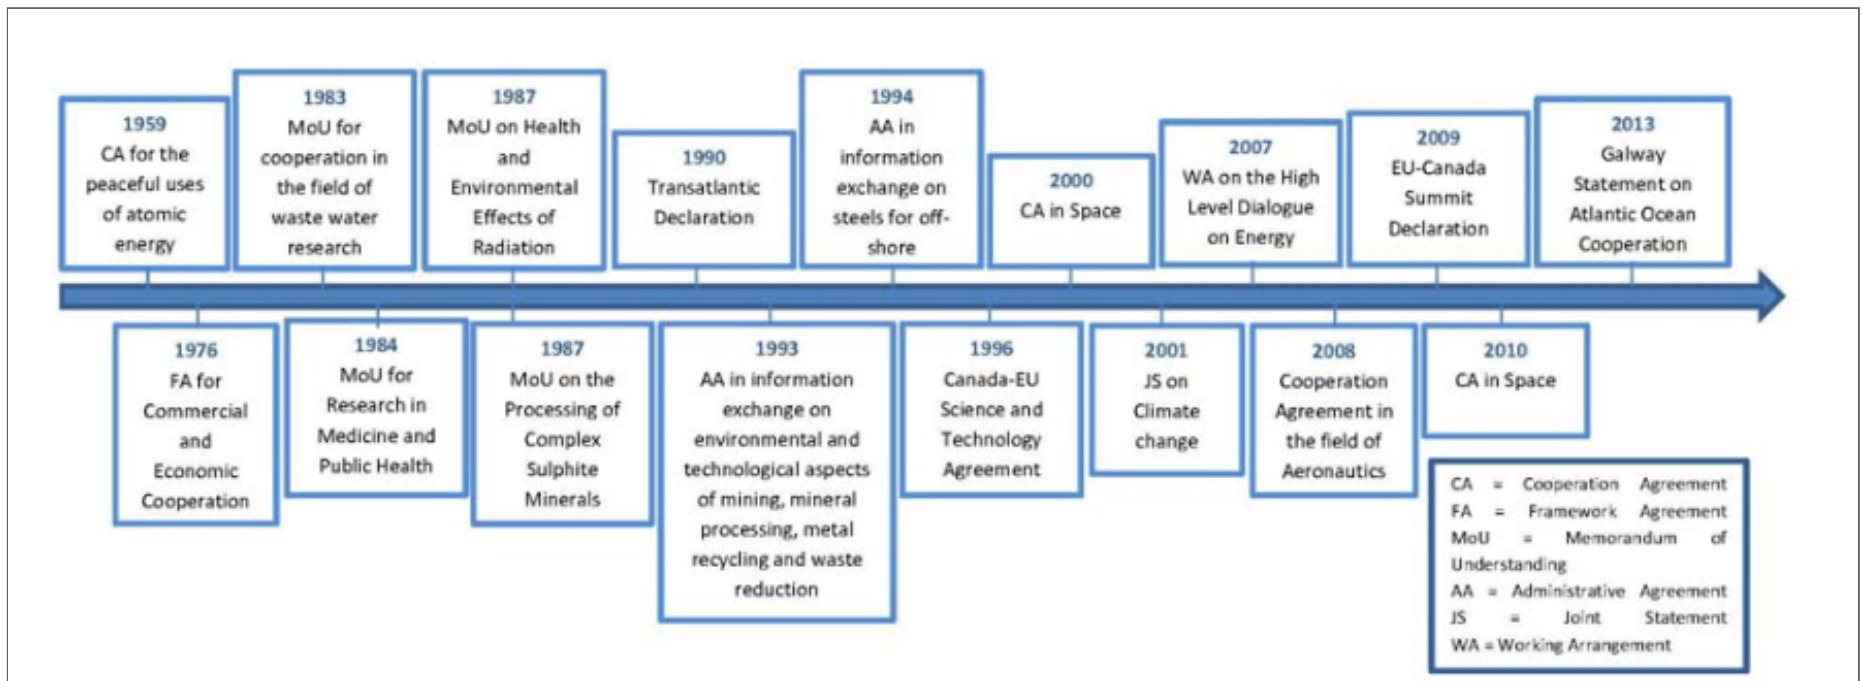 1959
CA for the
peaceful uses
of atomic
energy
1983
MoU for
cooperation in
the field of
waste water
research
1987
MoU on Health
and
Environmental
Effects of
Radiation
1990
Transatlantic
Declaration
1994
AA in
information
exchange on
steels for off-
shore
2000
CA in Space
2007
WA on the High
Level Dialogue
on Energy
2009
EU-Canada
Summit
Declaration
2013
Galway
Statement on
Atlantic Ocean
Cooperation
1976
FA for
Commercial
and
Economic
Cooperation
1984
MoU for
Research in
Medicine and
Public Health
1987
MoU on the
Processing of
Complex
Sulphite
Minerals
1993
AA in information
exchange on
environmental and
technological aspects
of mining, mineral
processing, metal
recycling and waste
reduction
1996
Canada-EU
Science and
Technology
Agreement
2001
JS on
Climate
change
2008
Cooperation
Agreement in
the field of
Aeronautics
2010
CA in Space
CA = Cooperation Agreement
FA = Framework Agreement
MoU = Memorandum of
Understanding
AA = Administrative Agreement
JS = Joint Statement
WA = Working Arrangement